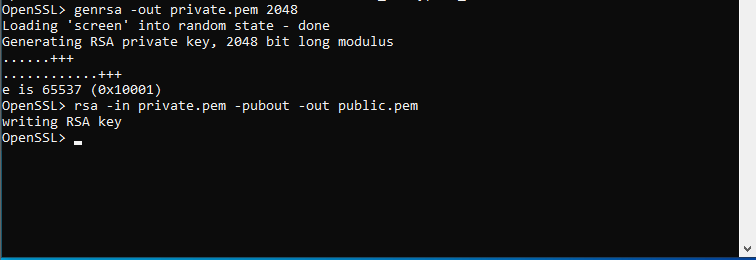 OpenSSL> genrsa -out private.pem 2048
Loading 'screen' into random state - done
Generating RSA private key, 2048 bit long modulus
......+++
............+++
e is 65537 (0x10001)
OpenSSL> rsa -in private.pem -pubout -out public.pem
writing RSA key
OpenSSL>